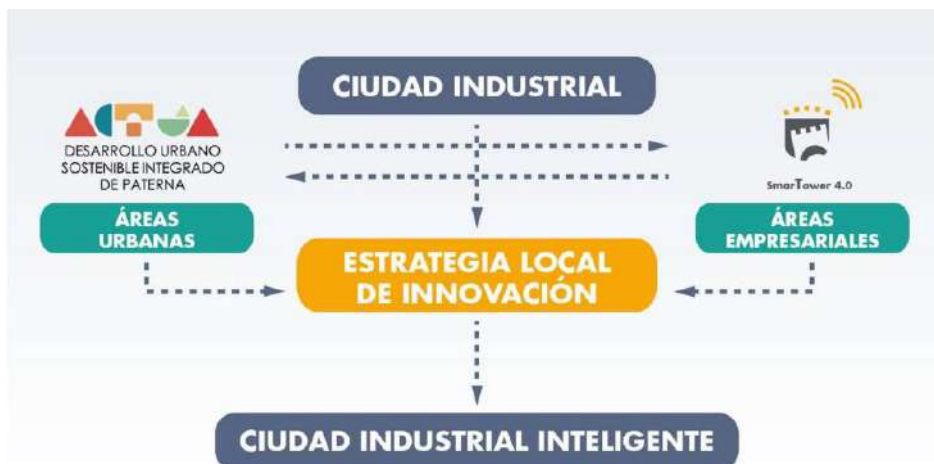 CIUDAD INDUSTRIAL
ACTÚA
DESARROLLO URBANO
SOSTENIBLE INTEGRADO
DE PATERNA
SmarTower 4.0
ÁREAS
URBANAS
ÁREAS
EMPRESARIALES
ESTRATEGIA LOCAL
DE INNOVACIÓN
CIUDAD INDUSTRIAL INTELIGENTE